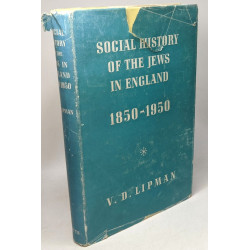 SOCIAL HISTORY
OF THE JEWS
IN ENGLAND
1850-1950
*
V. D. LIPMAN